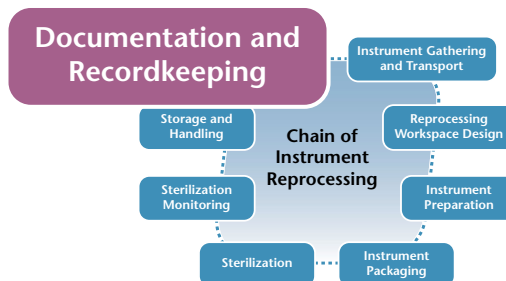 Documentation and
Recordkeeping
Instrument Gathering
and Transport
Storage and
Handling
Chain of
Instrument
Reprocessing
Reprocessing
Workspace Design
Sterilization
Monitoring
Instrument
Preparation
Sterilization
Instrument
Packaging